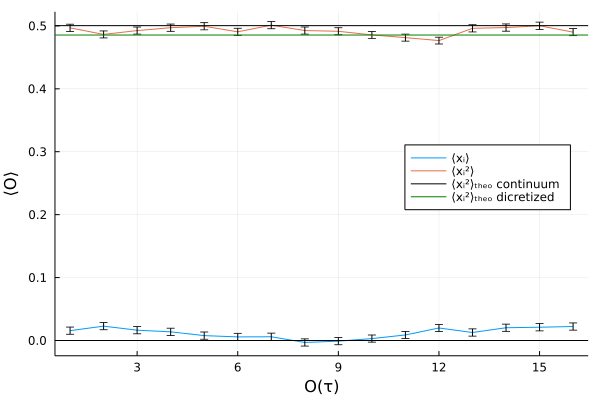 0.5
0.4
0.3
0.2
0.1
0.0
⟨O⟩
⟨xᵢ⟩
⟨xᵢ²⟩
⟨xᵢ²⟩ₜₕₑₒ continuum
⟨xᵢ²⟩ₜₕₑₒ dicretized
3 6 9 12 15
O(τ)